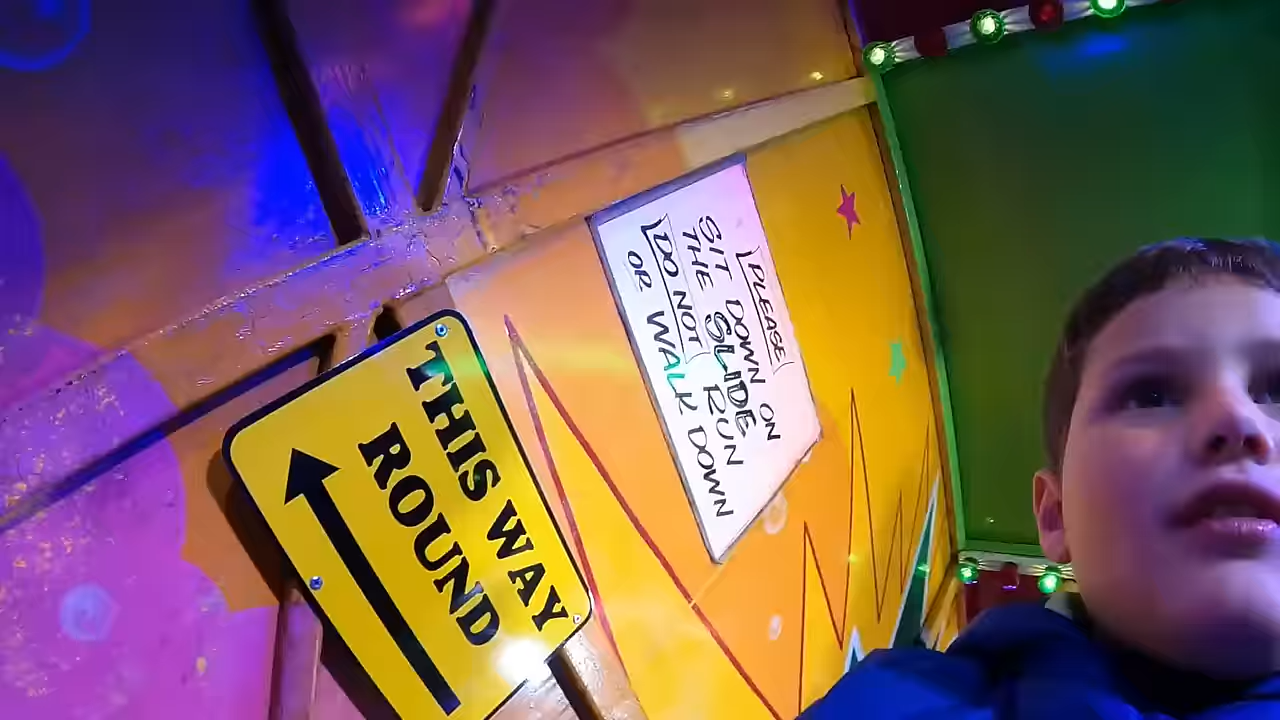 THIS WAY
ROUND
PLEASE
SIT DOWN ON
THE SLIDE
DO NOT RUN
OR WALK DOWN